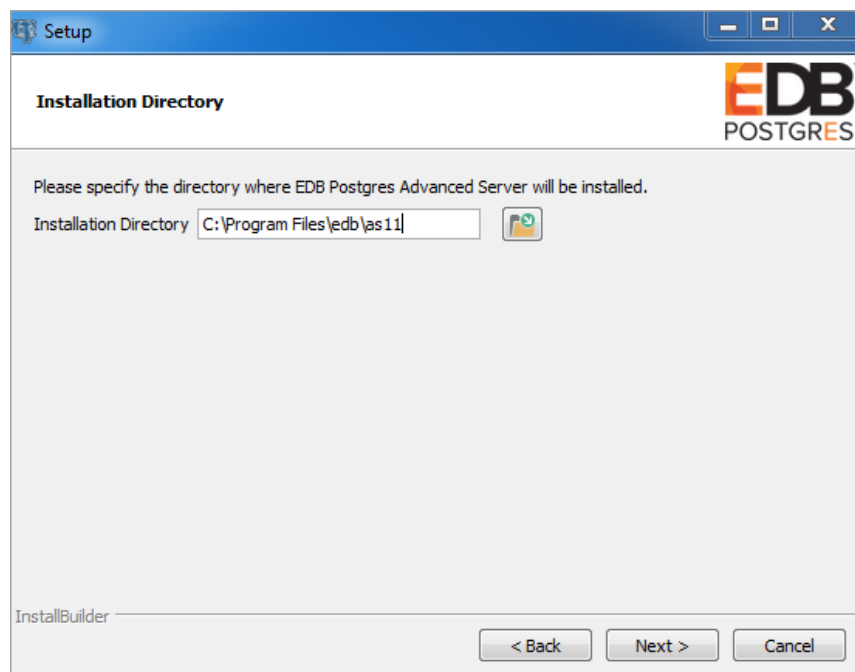 Setup
Installation Directory
EDB
POSTGRES
Please specify the directory where EDB Postgres Advanced Server will be installed.
Installation Directory C:\Program Files\edb\as11
InstallBuilder
< Back Next > Cancel